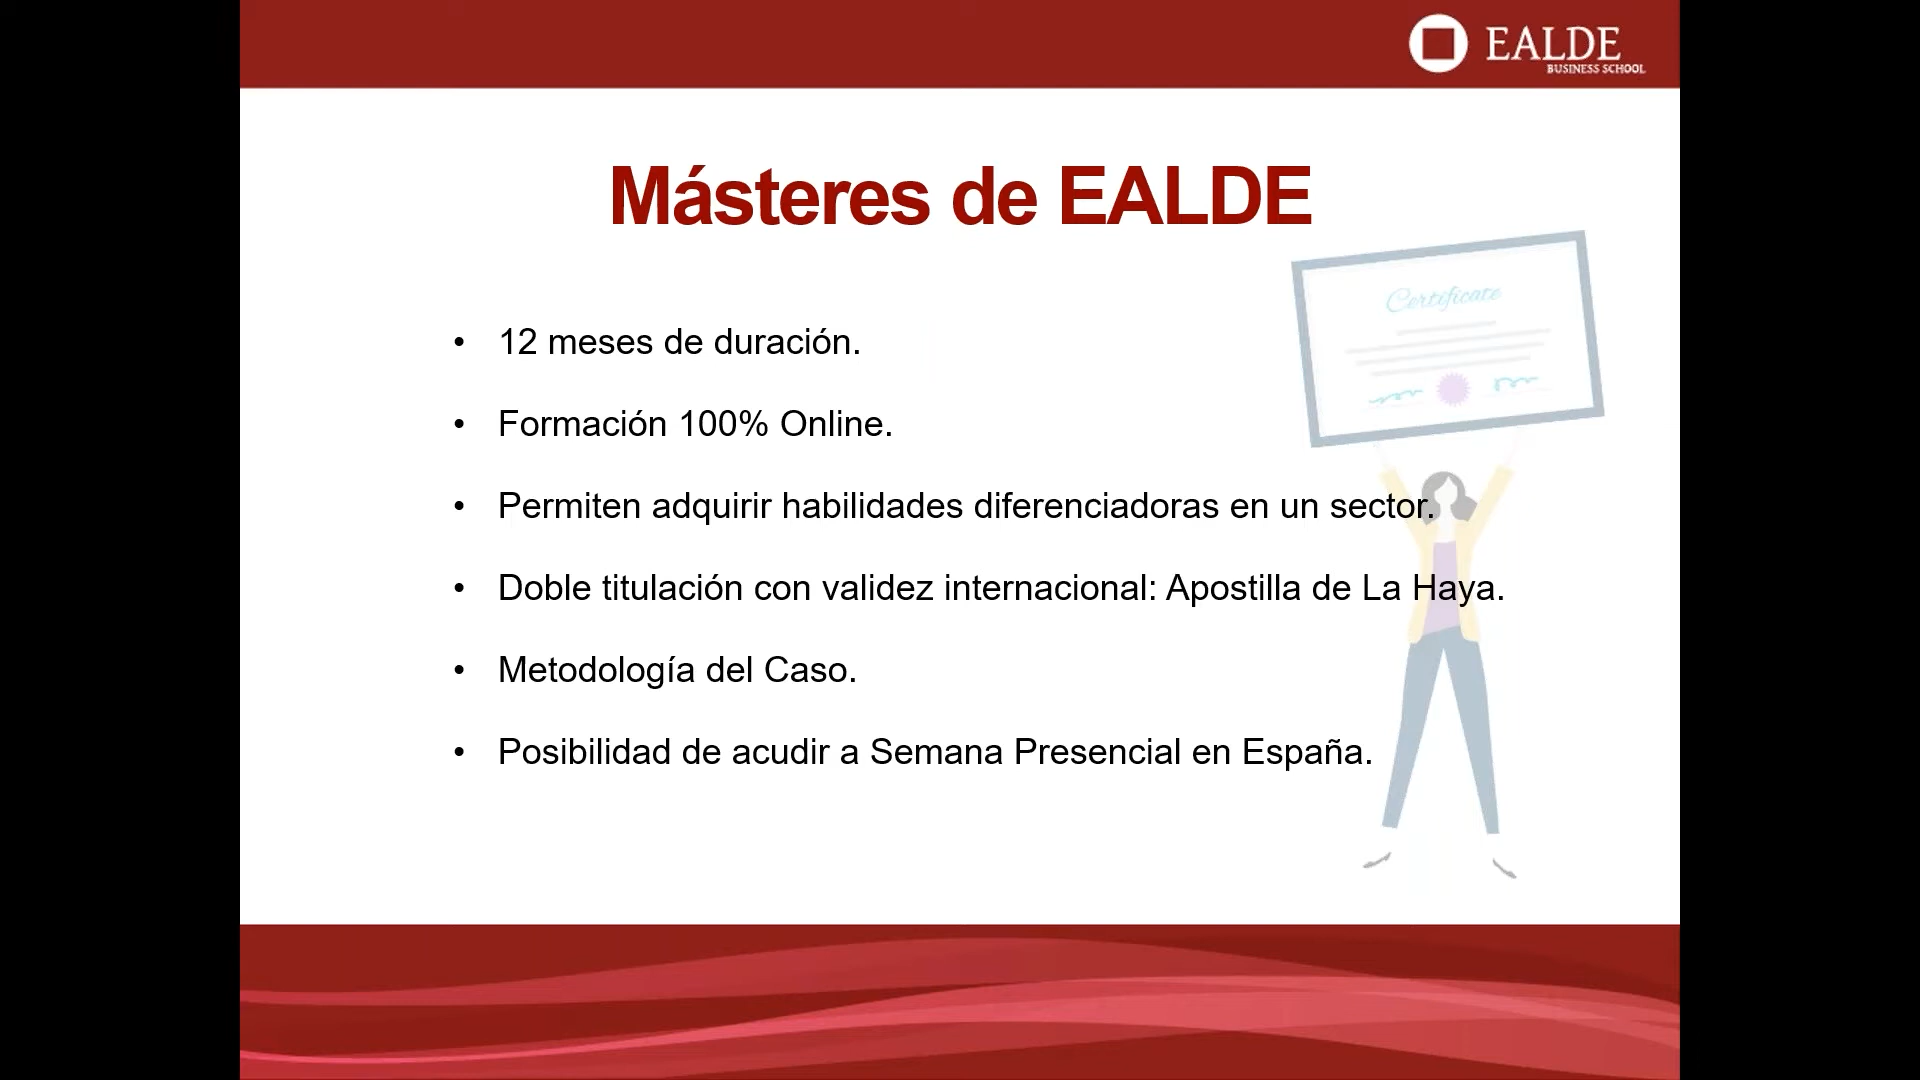 EALDE
BUSINESS SCHOOL
Másteres de EALDE
Certificate
• 12 meses de duración.
• Formación 100% Online.
• Permiten adquirir habilidades diferenciadoras en un sector.
• Doble titulación con validez internacional: Apostilla de La Haya.
• Metodología del Caso.
• Posibilidad de acudir a Semana Presencial en España.